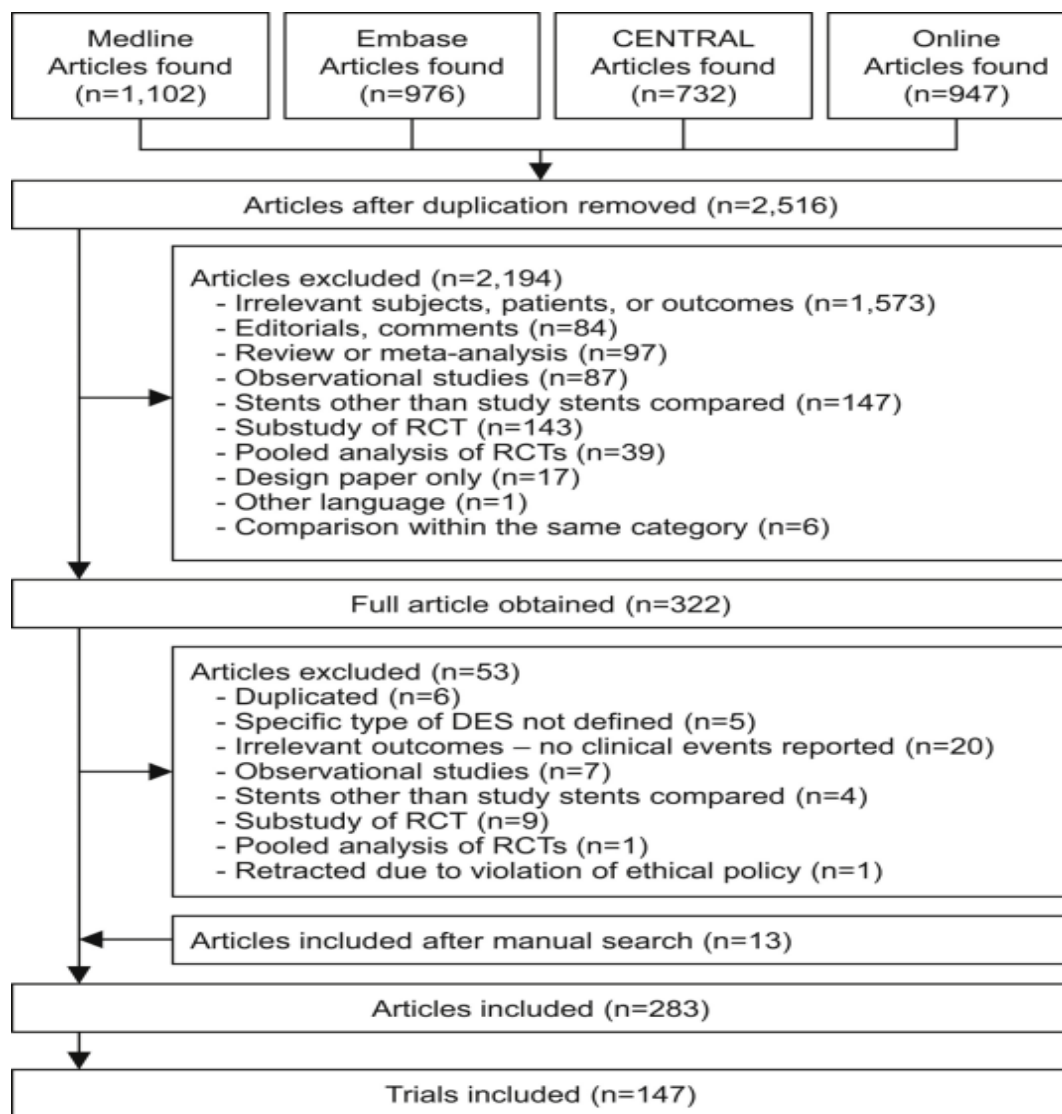 Medline
Articles found
(n=1,102)
Embase
Articles found
(n=976)
CENTRAL
Articles found
(n=732)
Online
Articles found
(n=947)
Articles after duplication removed (n=2,516)
Articles excluded (n=2,194)
- Irrelevant subjects, patients, or outcomes (n=1,573)
- Editorials, comments (n=84)
- Review or meta-analysis (n=97)
- Observational studies (n=87)
- Stents other than study stents compared (n=147)
- Substudy of RCT (n=143)
- Pooled analysis of RCTs (n=39)
- Design paper only (n=17)
- Other language (n=1)
- Comparison within the same category (n=6)
Full article obtained (n=322)
Articles excluded (n=53)
- Duplicated (n=6)
- Specific type of DES not defined (n=5)
- Irrelevant outcomes – no clinical events reported (n=20)
- Observational studies (n=7)
- Stents other than study stents compared (n=4)
- Substudy of RCT (n=9)
- Pooled analysis of RCTs (n=1)
- Retracted due to violation of ethical policy (n=1)
Articles included after manual search (n=13)
Articles included (n=283)
Trials included (n=147)